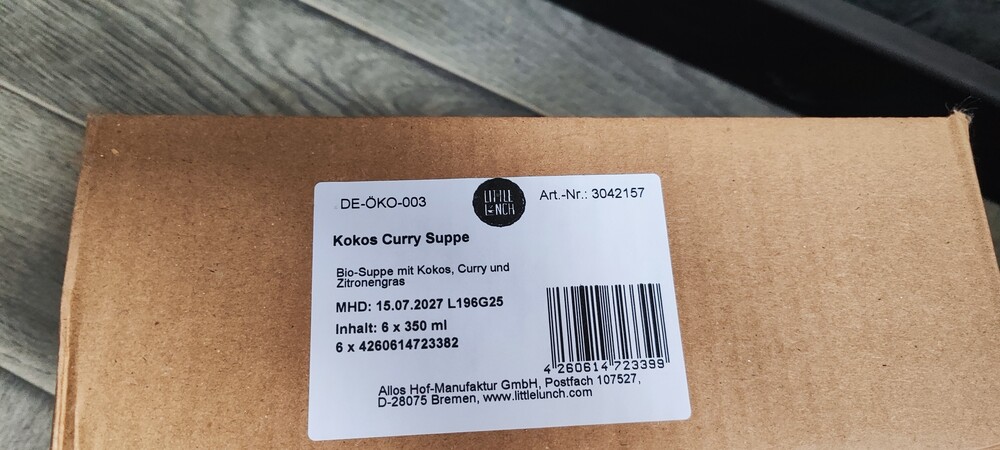 DE-ÖKO-003
LITTLE
LUNCH
Art.-Nr.: 3042157
Kokos Curry Suppe
Bio-Suppe mit Kokos, Curry und
Zitronengras
MHD: 15.07.2027 L196G25
Inhalt: 6 x 350 ml
6 x 4260614723382
4 260614 723399
Allos Hof-Manufaktur GmbH, Postfach 107527,
D-28075 Bremen, www.littlelunch.com